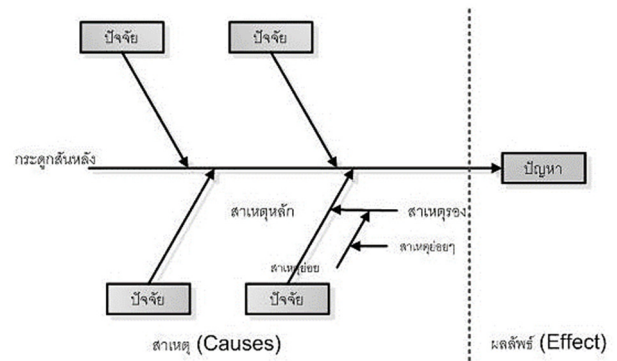 ปัจจัย
ปัจจัย
กระดูกสันหลัง
ปัญหา
สาเหตุหลัก
สาเหตุรอง
สาเหตุย่อยๆ
สาเหตุย่อย
ปัจจัย
ปัจจัย
สาเหตุ (Causes)
ผลลัพธ์ (Effect)